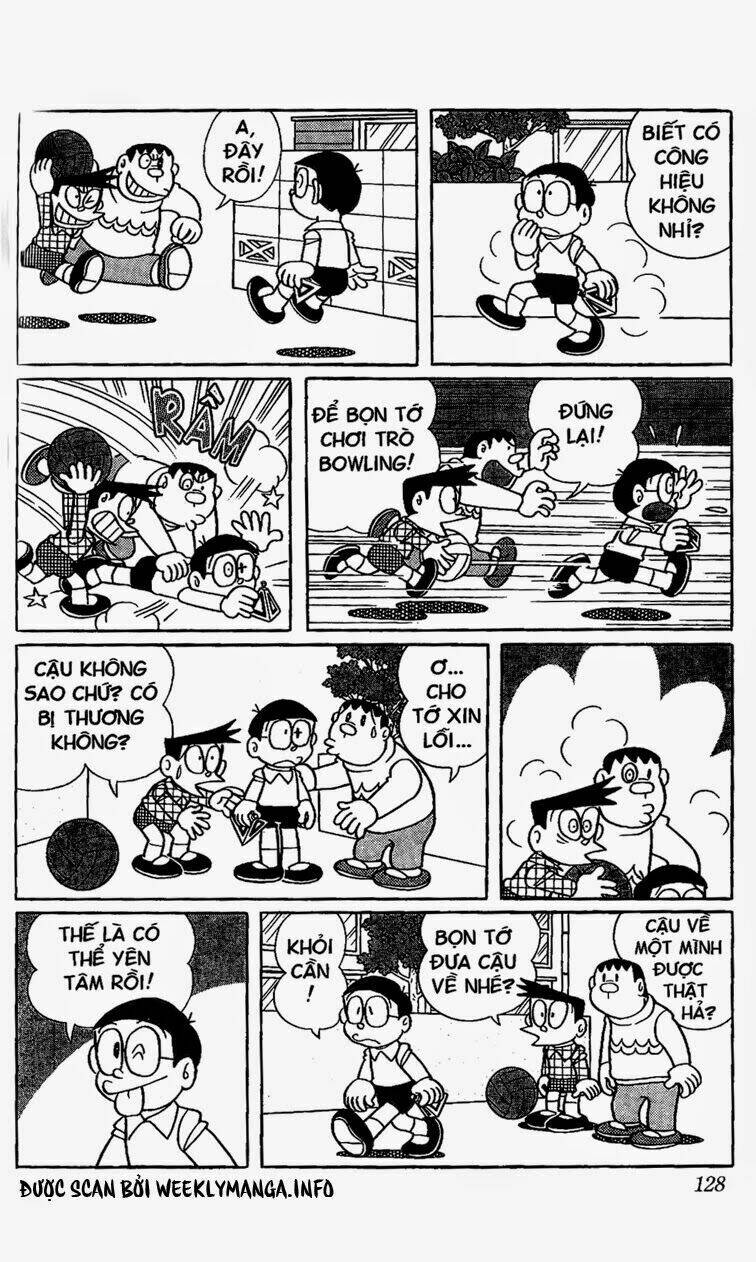 BIẾT CÓ
CÔNG
HIỆU
KHÔNG
NHỈ?
A,
ĐÂY
RỒI!
ĐỨNG
LẠI!
ĐỂ BỌN TỚ
CHƠI TRÒ
BOWLING!
RẦM
Ơ...
CHO
TỚ XIN
LỖI...
CẬU KHÔNG
SAO CHỨ? CÓ
BỊ THƯƠNG
KHÔNG?
CẬU VỀ
MỘT MÌNH
ĐƯỢC
THẬT
HẢ?
BỌN TỚ
ĐƯA CẬU
VỀ NHÉ?
KHỎI
CẦN
!
THẾ LÀ CÓ
THỂ YÊN
TÂM RỒI!
ĐƯỢC SCAN BỞI WEEKLYMANGA.INFO
128